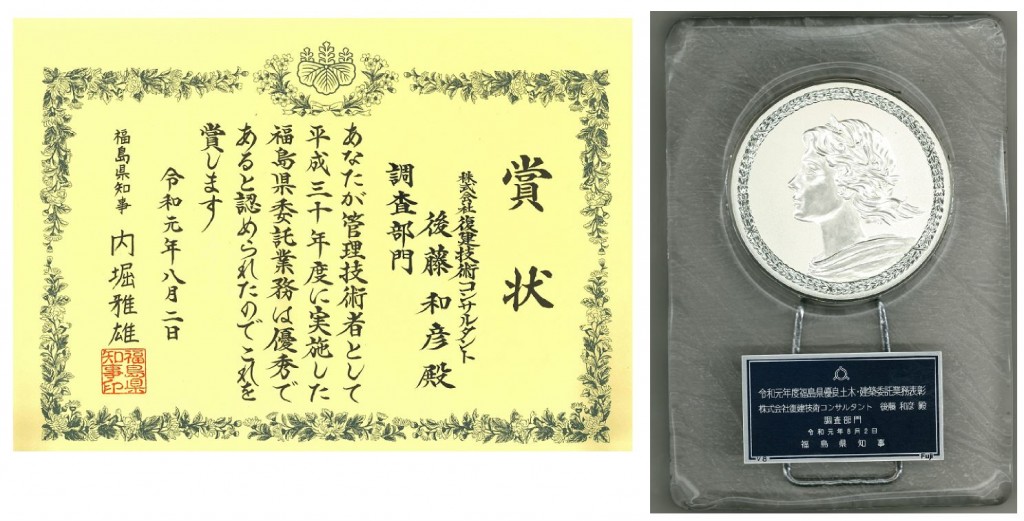 賞状
株式会社復建技術コンサルタント
後藤和彦殿
調査部門
あなたが管理技術者として
平成三十年度に実施した
福島県委託業務は優秀で
あると認められたのでこれを
賞します
令和元年八月二日
福島県知事 内堀雅雄
福島県
知事印
令和元年度福島県優良土木・建築委託業務表彰
株式会社復建技術コンサルタント 後藤 和彦 殿
調査部門
令和元年8月2日
福島県知事
V8 Fuji